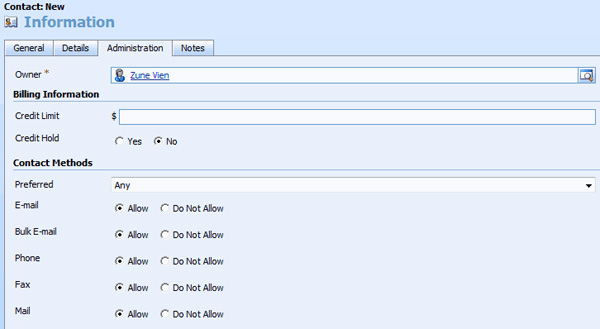 Contact: New
Information
General Details Administration Notes
Owner * Zune Vien
Billing Information
Credit Limit $
Credit Hold Yes No
Contact Methods
Preferred Any
E-mail Allow Do Not Allow
Bulk E-mail Allow Do Not Allow
Phone Allow Do Not Allow
Fax Allow Do Not Allow
Mail Allow Do Not Allow